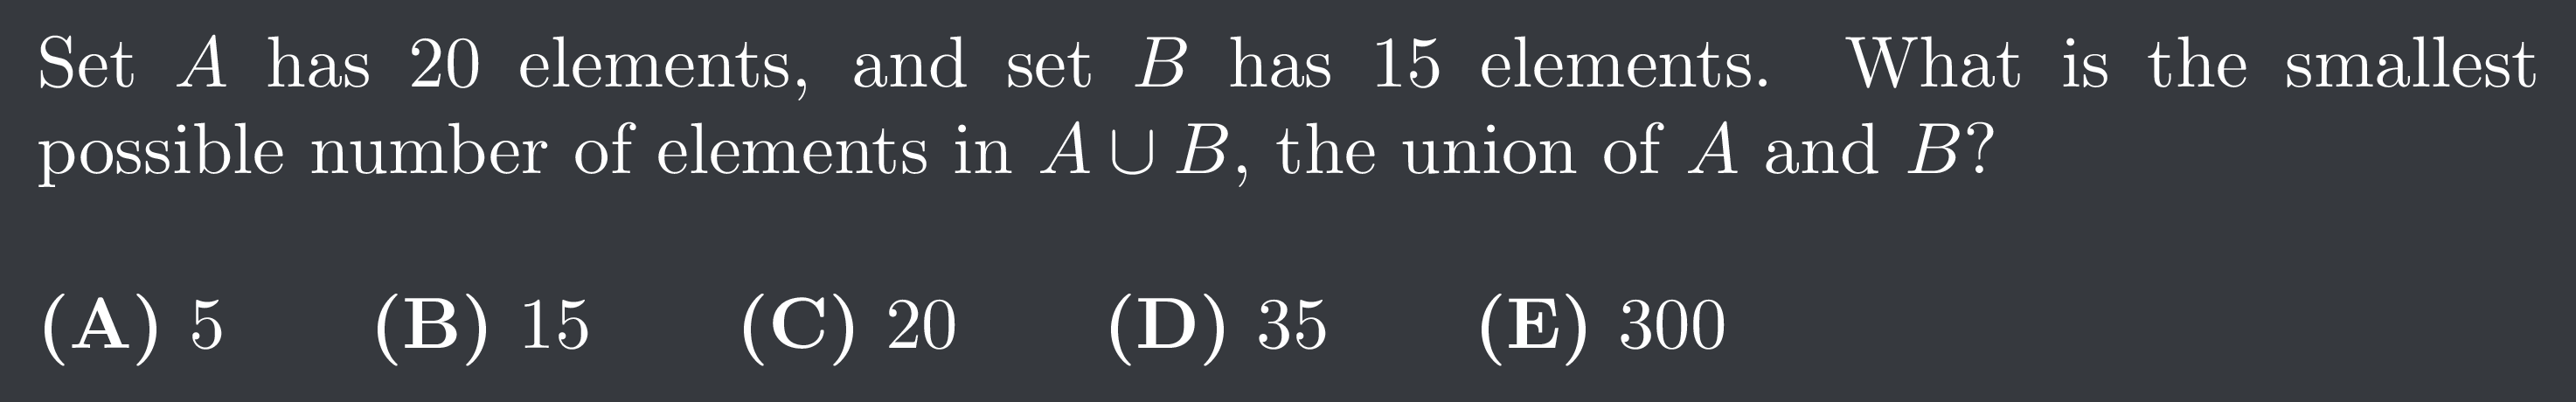 Set A has 20 elements, and set B has 15 elements. What is the smallest
possible number of elements in A ∪ B, the union of A and B?
(A) 5 (B) 15 (C) 20 (D) 35 (E) 300